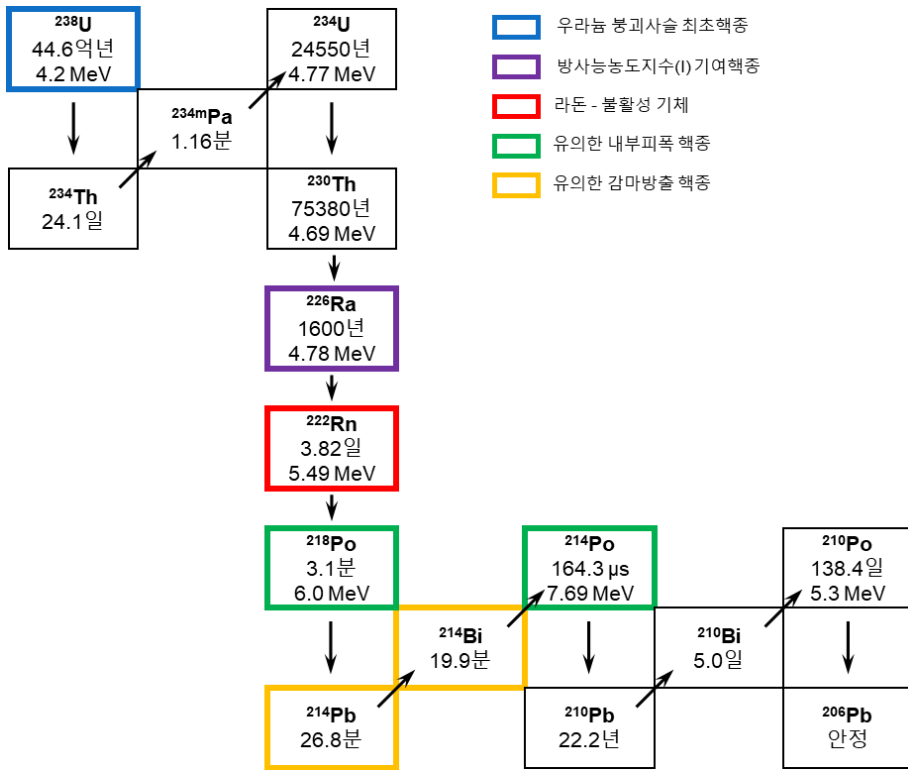 ²³⁸U
44.6억년
4.2 MeV
²³⁴U
24550년
4.77 MeV
²³⁴ᵐPa
1.16분
²³⁴Th
24.1일
²³⁰Th
75380년
4.69 MeV
²²⁶Ra
1600년
4.78 MeV
²²²Rn
3.82일
5.49 MeV
²¹⁸Po
3.1분
6.0 MeV
²¹⁴Po
164.3 µs
7.69 MeV
²¹⁰Po
138.4일
5.3 MeV
²¹⁴Bi
19.9분
²¹⁰Bi
5.0일
²¹⁴Pb
26.8분
²¹⁰Pb
22.2년
²⁰⁶Pb
안정
우라늄 붕괴사슬 최초핵종
방사능농도지수(I) 기여핵종
라돈 - 불활성 기체
유의한 내부피폭 핵종
유의한 감마방출 핵종